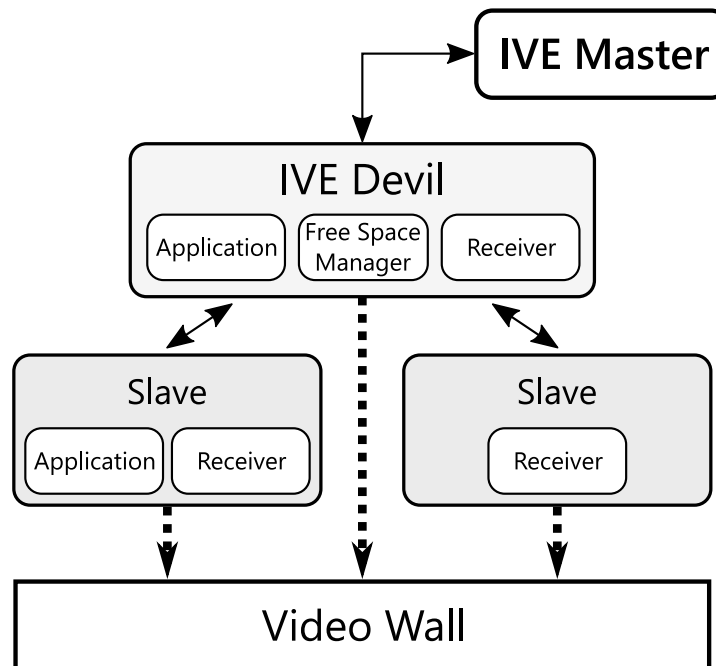 IVE Master
IVE Devil
Application
Free Space
Manager
Receiver
Slave
Application
Receiver
Slave
Receiver
Video Wall